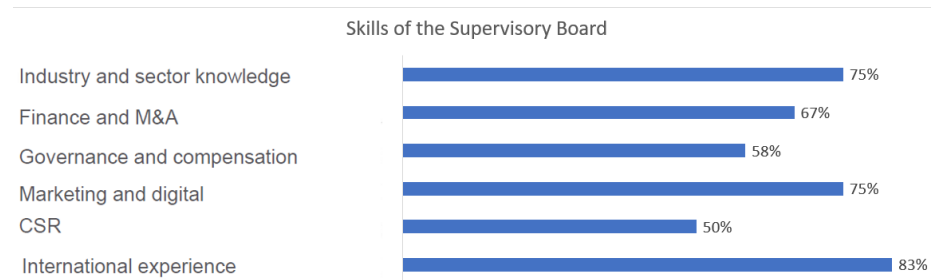 Skills of the Supervisory Board
Industry and sector knowledge 75%
Finance and M&A 67%
Governance and compensation 58%
Marketing and digital 75%
CSR 50%
International experience 83%